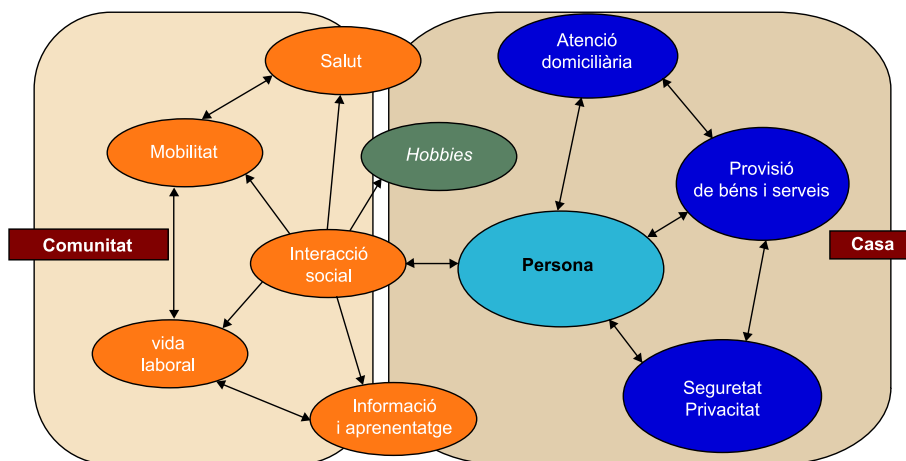 Salut
Atenció
domiciliària
Mobilitat
Hobbies
Provisió
de béns i serveis
Comunitat
Interacció
social
Persona
Casa
vida
laboral
Informació
i aprenentatge
Seguretat
Privacitat